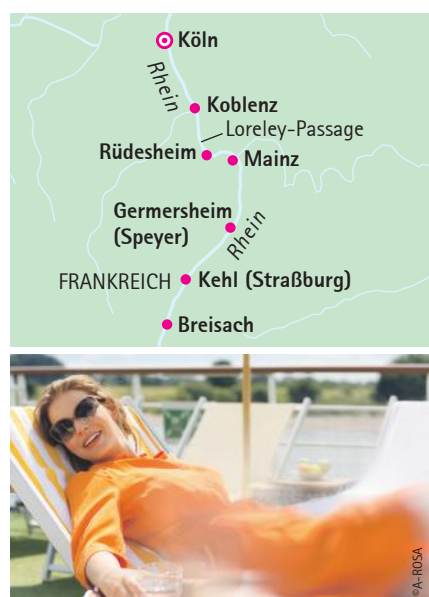 Köln
Rhein
Koblenz
Loreley-Passage
Rüdesheim
Mainz
Germersheim
(Speyer)
Rhein
FRANKREICH
Kehl (Straßburg)
Breisach
©A-ROSA